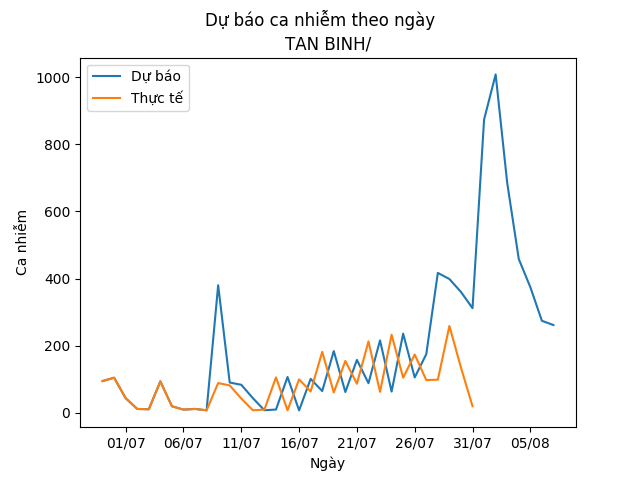 Dự báo ca nhiễm theo ngày
TAN BINH/
Dự báo
Thực tế
1000
800
600
400
200
0
Ca nhiễm
01/07 06/07 11/07 16/07 21/07 26/07 31/07 05/08
Ngày